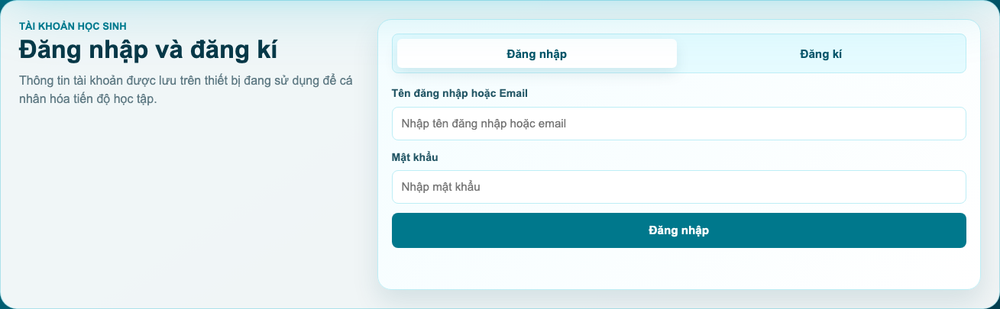 TÀI KHOẢN HỌC SINH
Đăng nhập và đăng kí
Thông tin tài khoản được lưu trên thiết bị đang sử dụng để cá
nhân hóa tiến độ học tập.
Đăng nhập
Đăng kí
Tên đăng nhập hoặc Email
Nhập tên đăng nhập hoặc email
Mật khẩu
Nhập mật khẩu
Đăng nhập